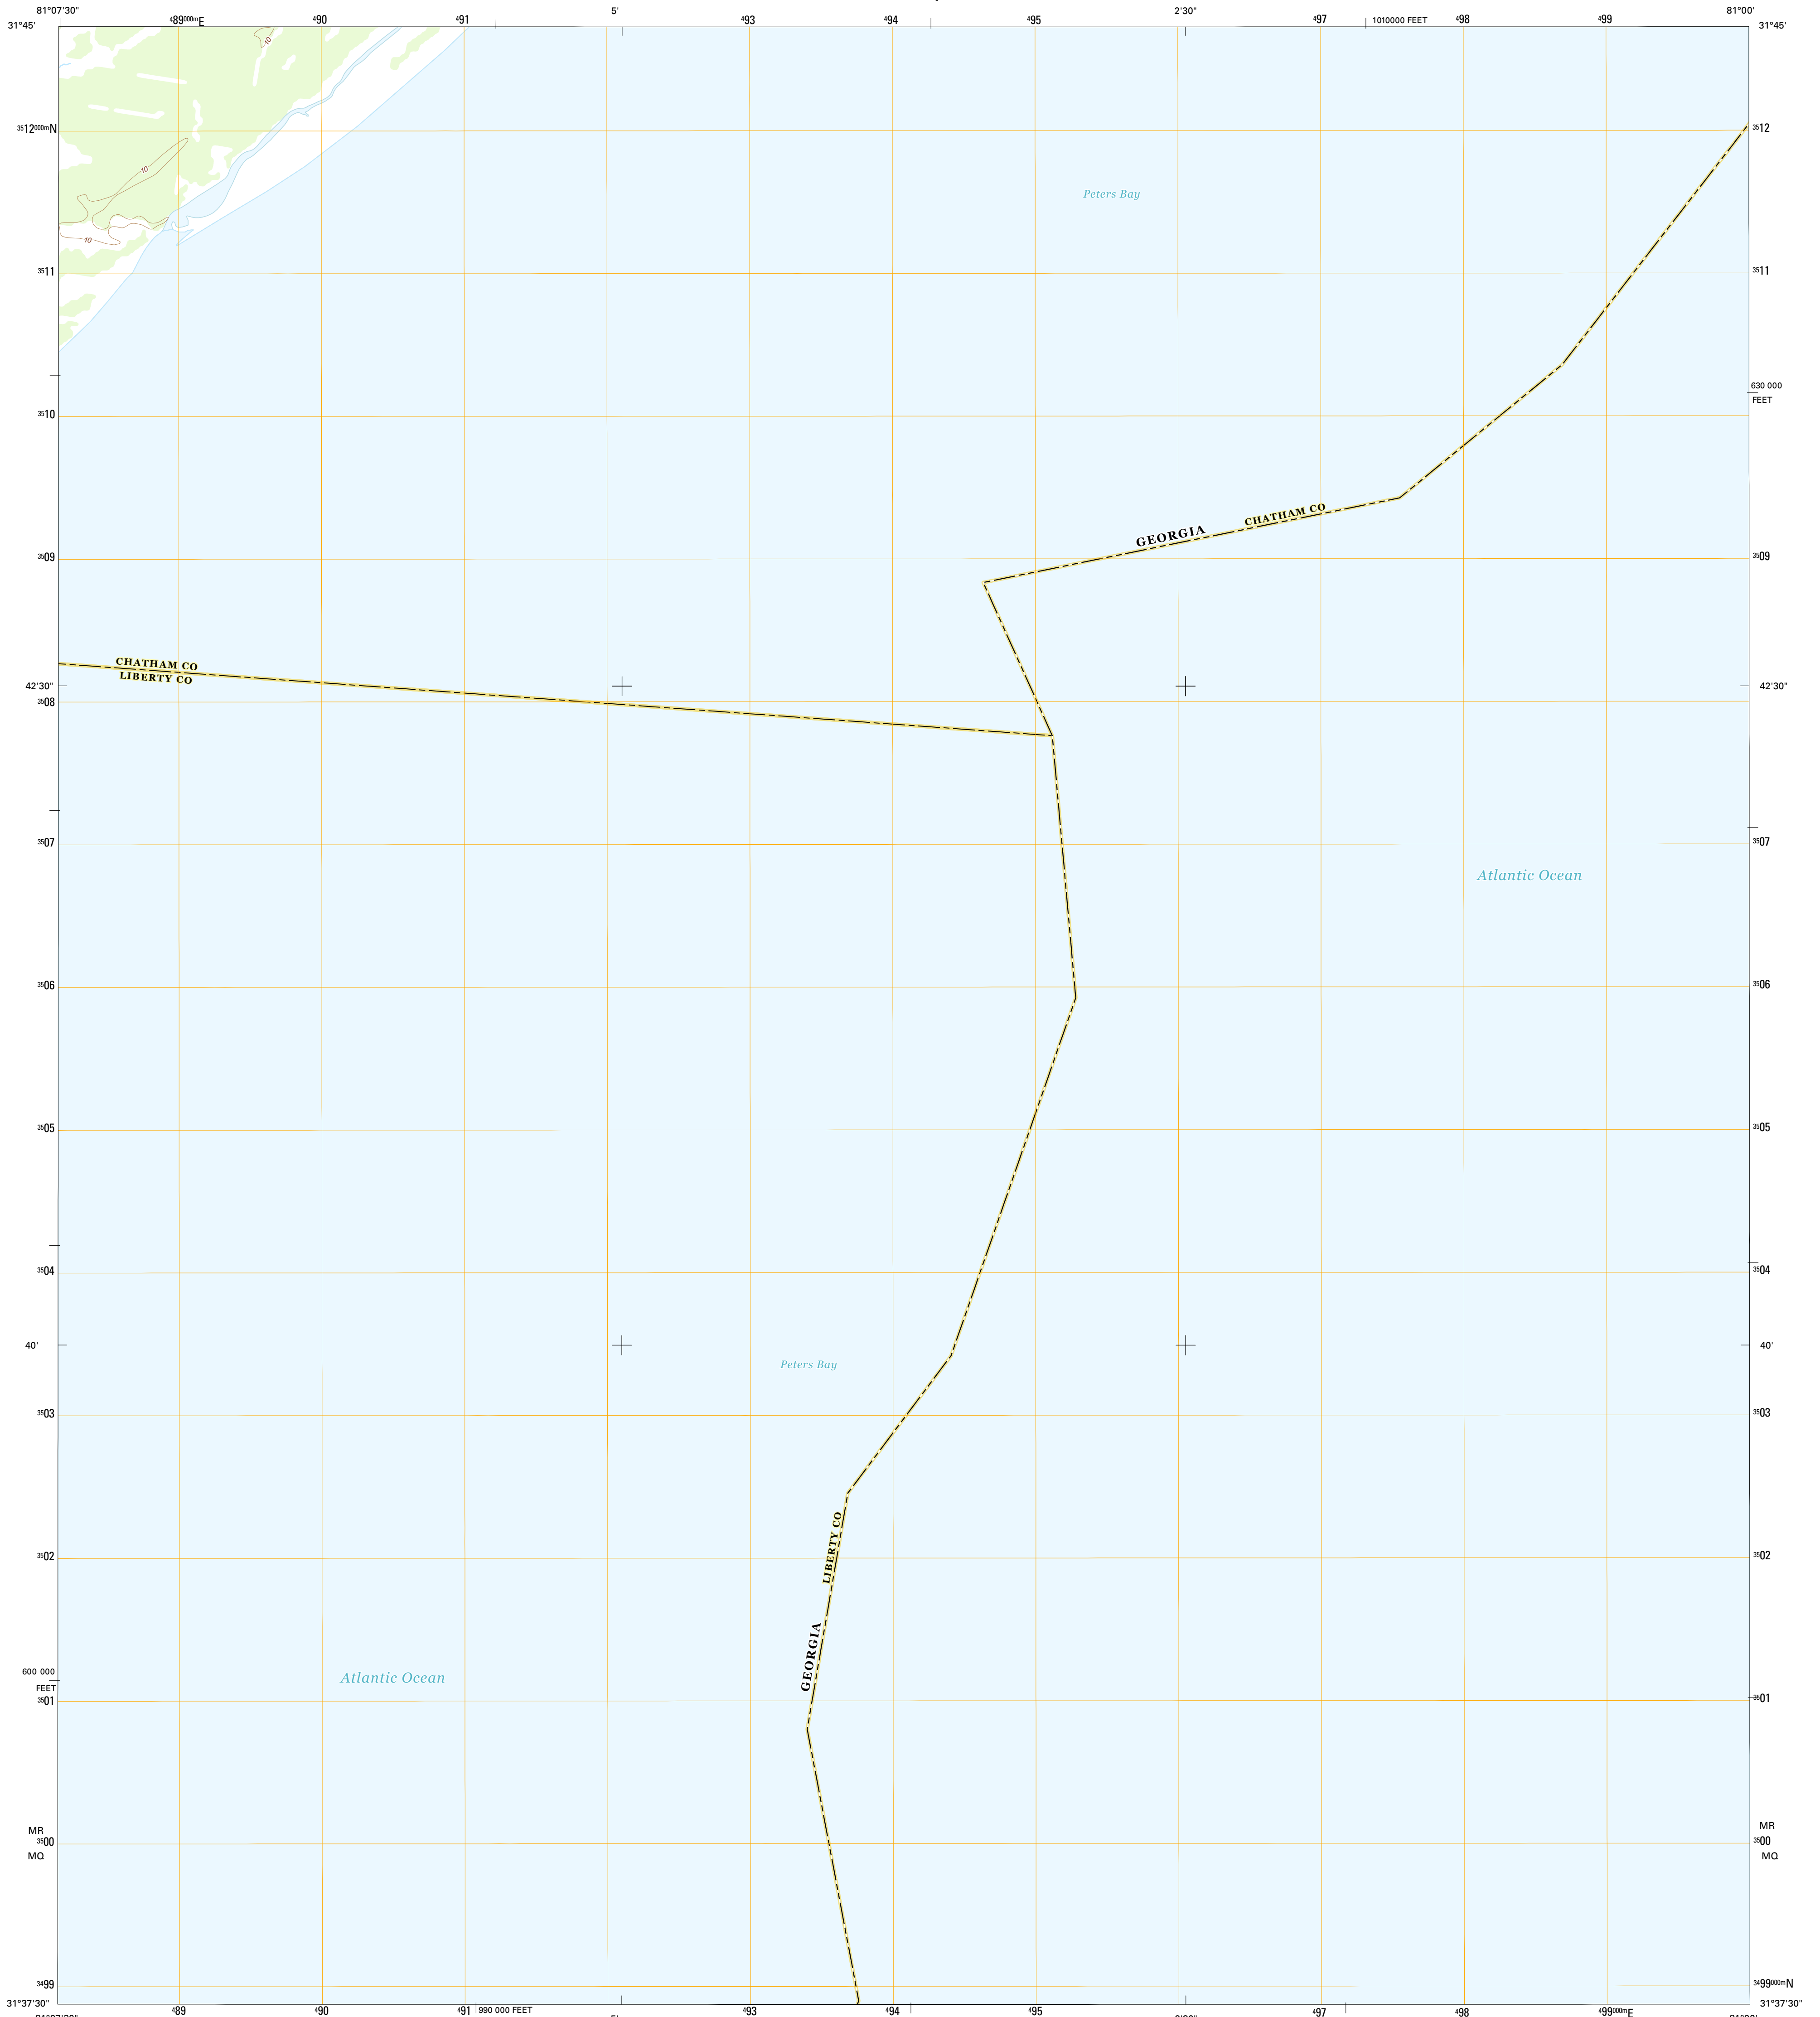 81°07'30" 489000mE 490 491 5' 493 494 495 2'30" 497 1010000 FEET 498 499 81°00'
31°45' 31°45'
10
3512000mN 3512
10
Peters Bay
10
3511 3511
630 000
FEET
3510
CHATHAM CO
GEORGIA
3509 3509
CHATHAM CO
LIBERTY CO
42'30" 42'30"
3508
3507 3507
Atlantic Ocean
3506 3506
3505 3505
3504 3504
40' 40'
Peters Bay
3503 3503
LIBERTY CO
3502 3502
GEORGIA
600 000
FEET
Atlantic Ocean
3501 3501
MR MR
3500 3500
MQ MQ
3499 3499000mN
31°37'30" 31°37'30"
489 490 491 990 000 FEET 493 494 495 497 498 499000mE